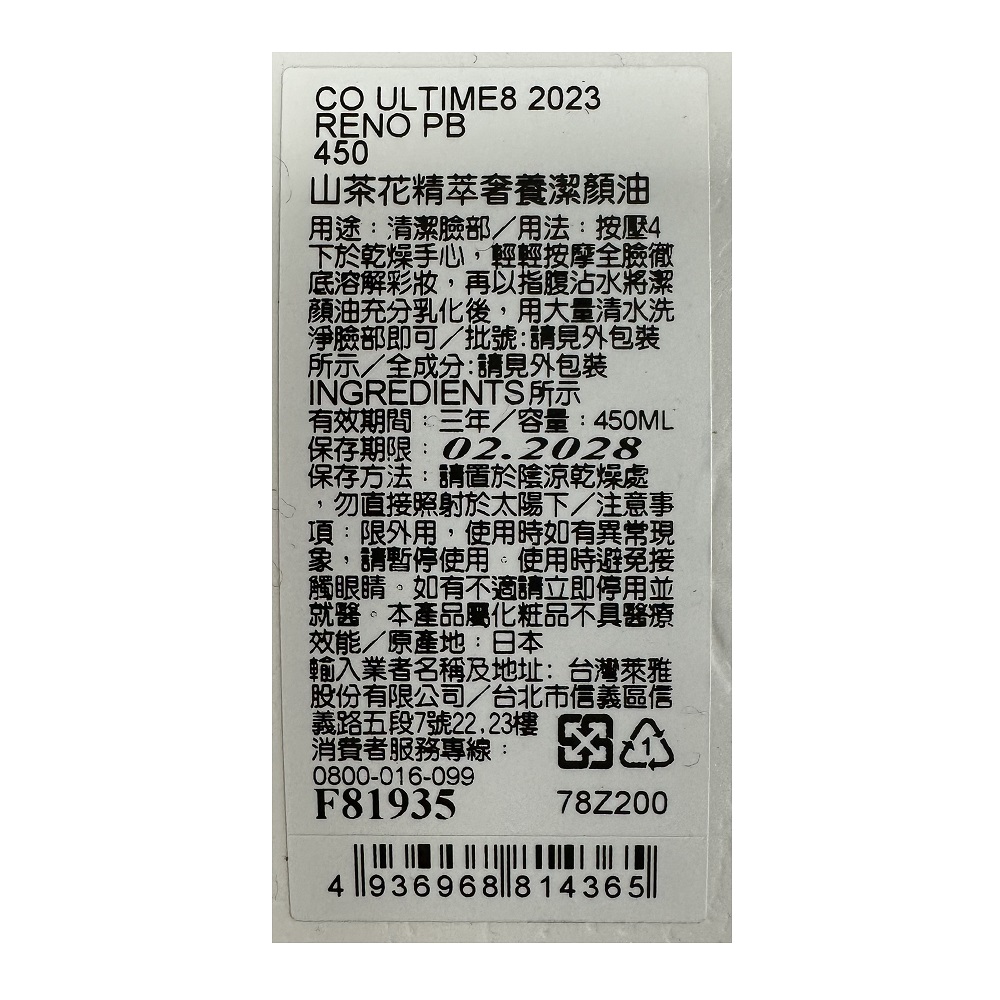 CO ULTIME8 2023
RENO PB
450
山茶花精萃奢養潔顏油
用途：清潔臉部／用法：按壓4
下於乾燥手心，輕輕按摩全臉徹
底溶解彩妝，再以指腹沾水將潔
顏油充分乳化後，用大量清水洗
淨臉部即可／批號:請見外包裝
所示／全成分:請見外包裝
INGREDIENTS所示
有效期間：三年／容量：450ML
保存期限：02.2028
保存方法：請置於陰涼乾燥處
，勿直接照射於太陽下／注意事
項：限外用，使用時如有異常現
象，請暫停使用。使用時避免接
觸眼睛。如有不適請立即停用並
就醫。本產品屬化粧品不具醫療
效能／原產地：日本
輸入業者名稱及地址: 台灣萊雅
股份有限公司／台北市信義區信
義路五段7號22,23樓
消費者服務專線：
0800-016-099
F81935
1
78Z200
4 936968 814365